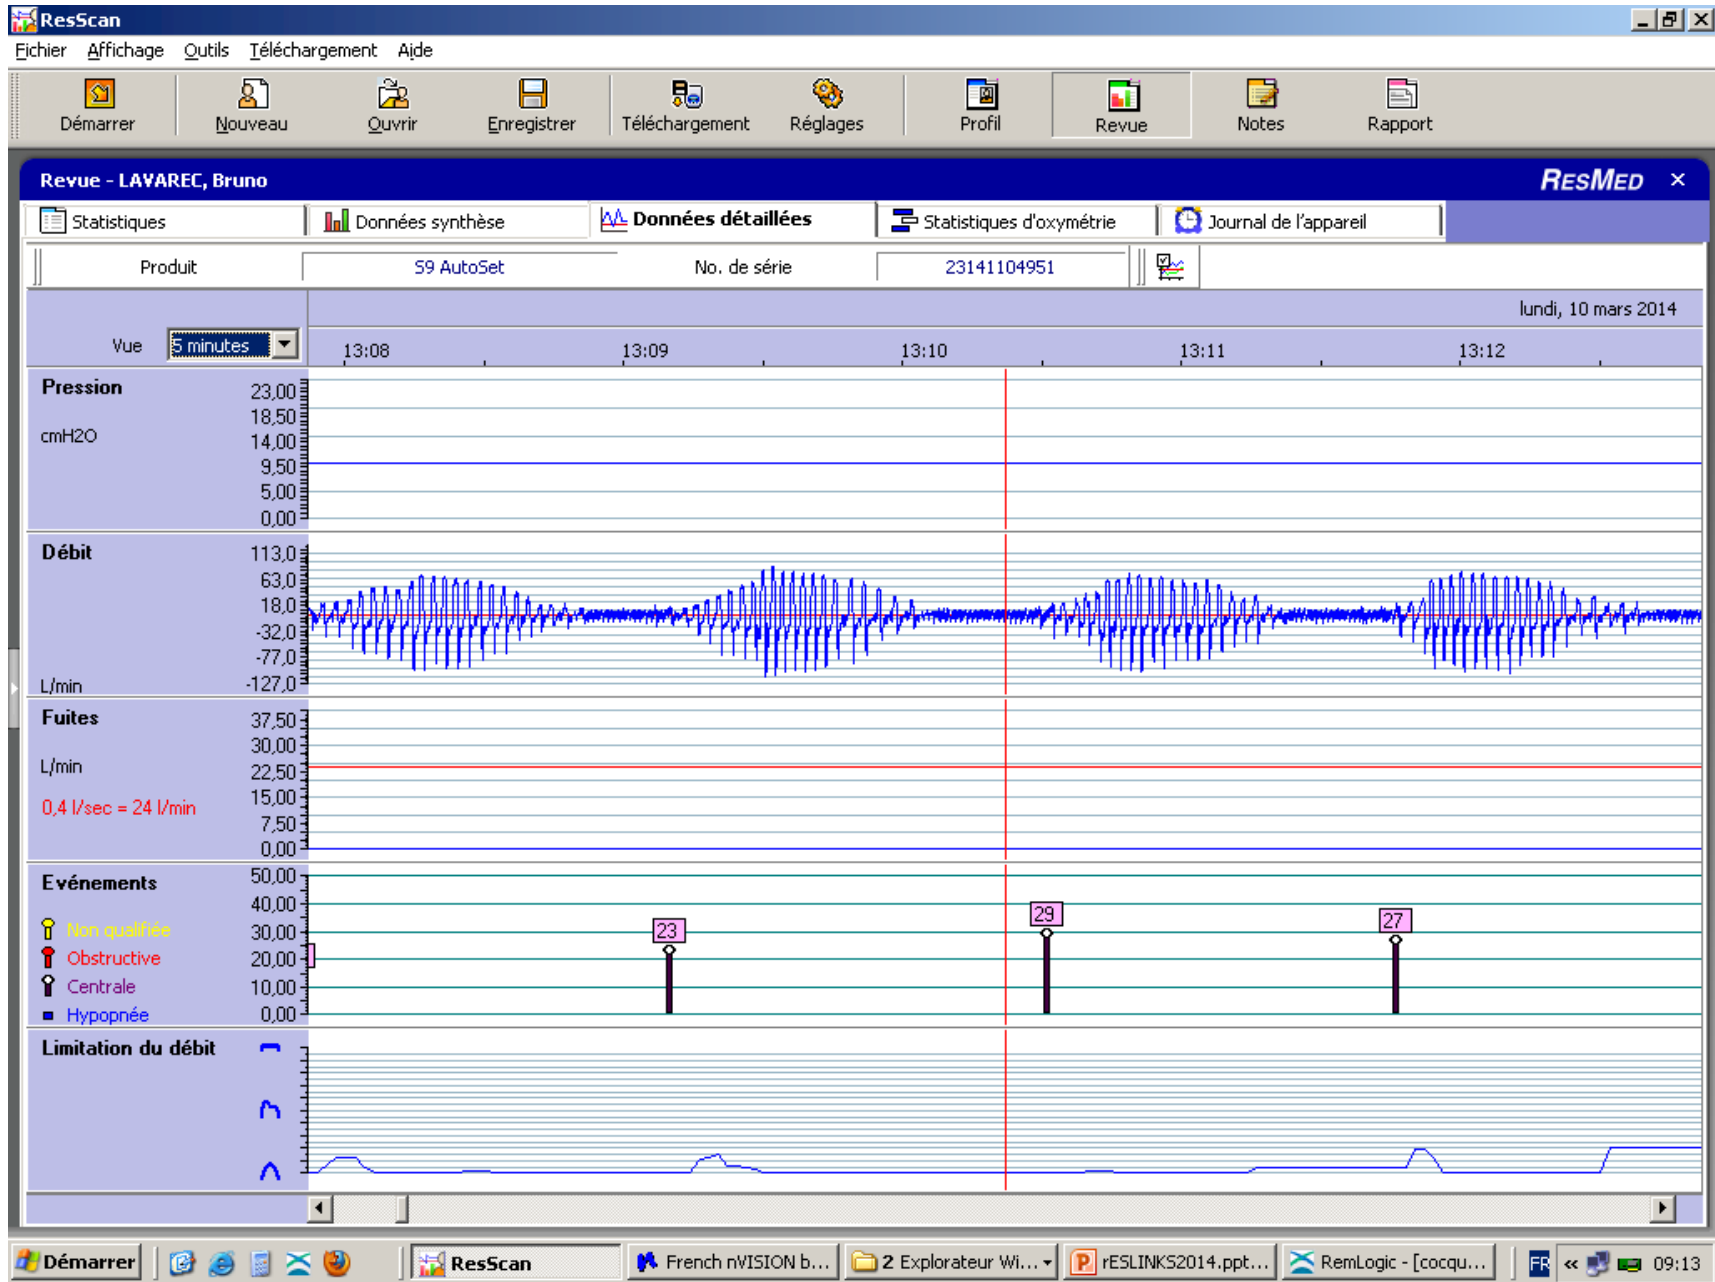 ResScan
Fichier Affichage Outils Téléchargement Aide
Démarrer Nouveau Ouvrir Enregistrer Téléchargement Réglages Profil Revue Notes Rapport
Revue - LAVAREC, Bruno RESMED
Statistiques Données synthèse Données détaillées Statistiques d'oxymétrie Journal de l'appareil
Produit S9 AutoSet No. de série 23141104951
lundi, 10 mars 2014
Vue 5 minutes 13:08 13:09 13:10 13:11 13:12
Pression 23,00
18,50
cmH2O 14,00
9,50
5,00
0,00
Débit 113,0
63,0
18,0
-32,0
-77,0
L/min -127,0
Fuites 37,50
30,00
L/min 22,50
0,4 l/sec = 24 l/min 15,00
7,50
0,00
Evénements 50,00
40,00
Non qualifiée 30,00 23 29 27
Obstructive 20,00
Centrale 10,00
Hypopnée 0,00
Limitation du débit
Démarrer ResScan French nVISION b... 2 Explorateur Wi... rESLINKS2014.ppt... RemLogic - [cocqu... FR « 09:13